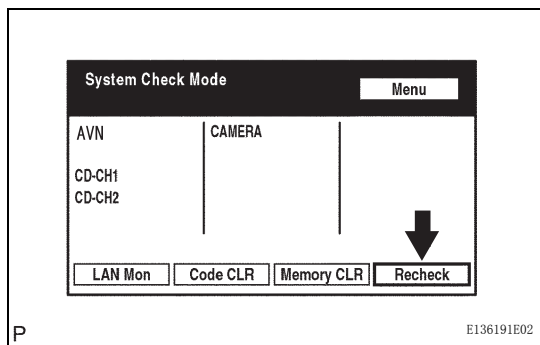 System Check Mode
Menu
AVN
CAMERA
CD-CH1
CD-CH2
LAN Mon
Code CLR
Memory CLR
Recheck
P
E136191E02